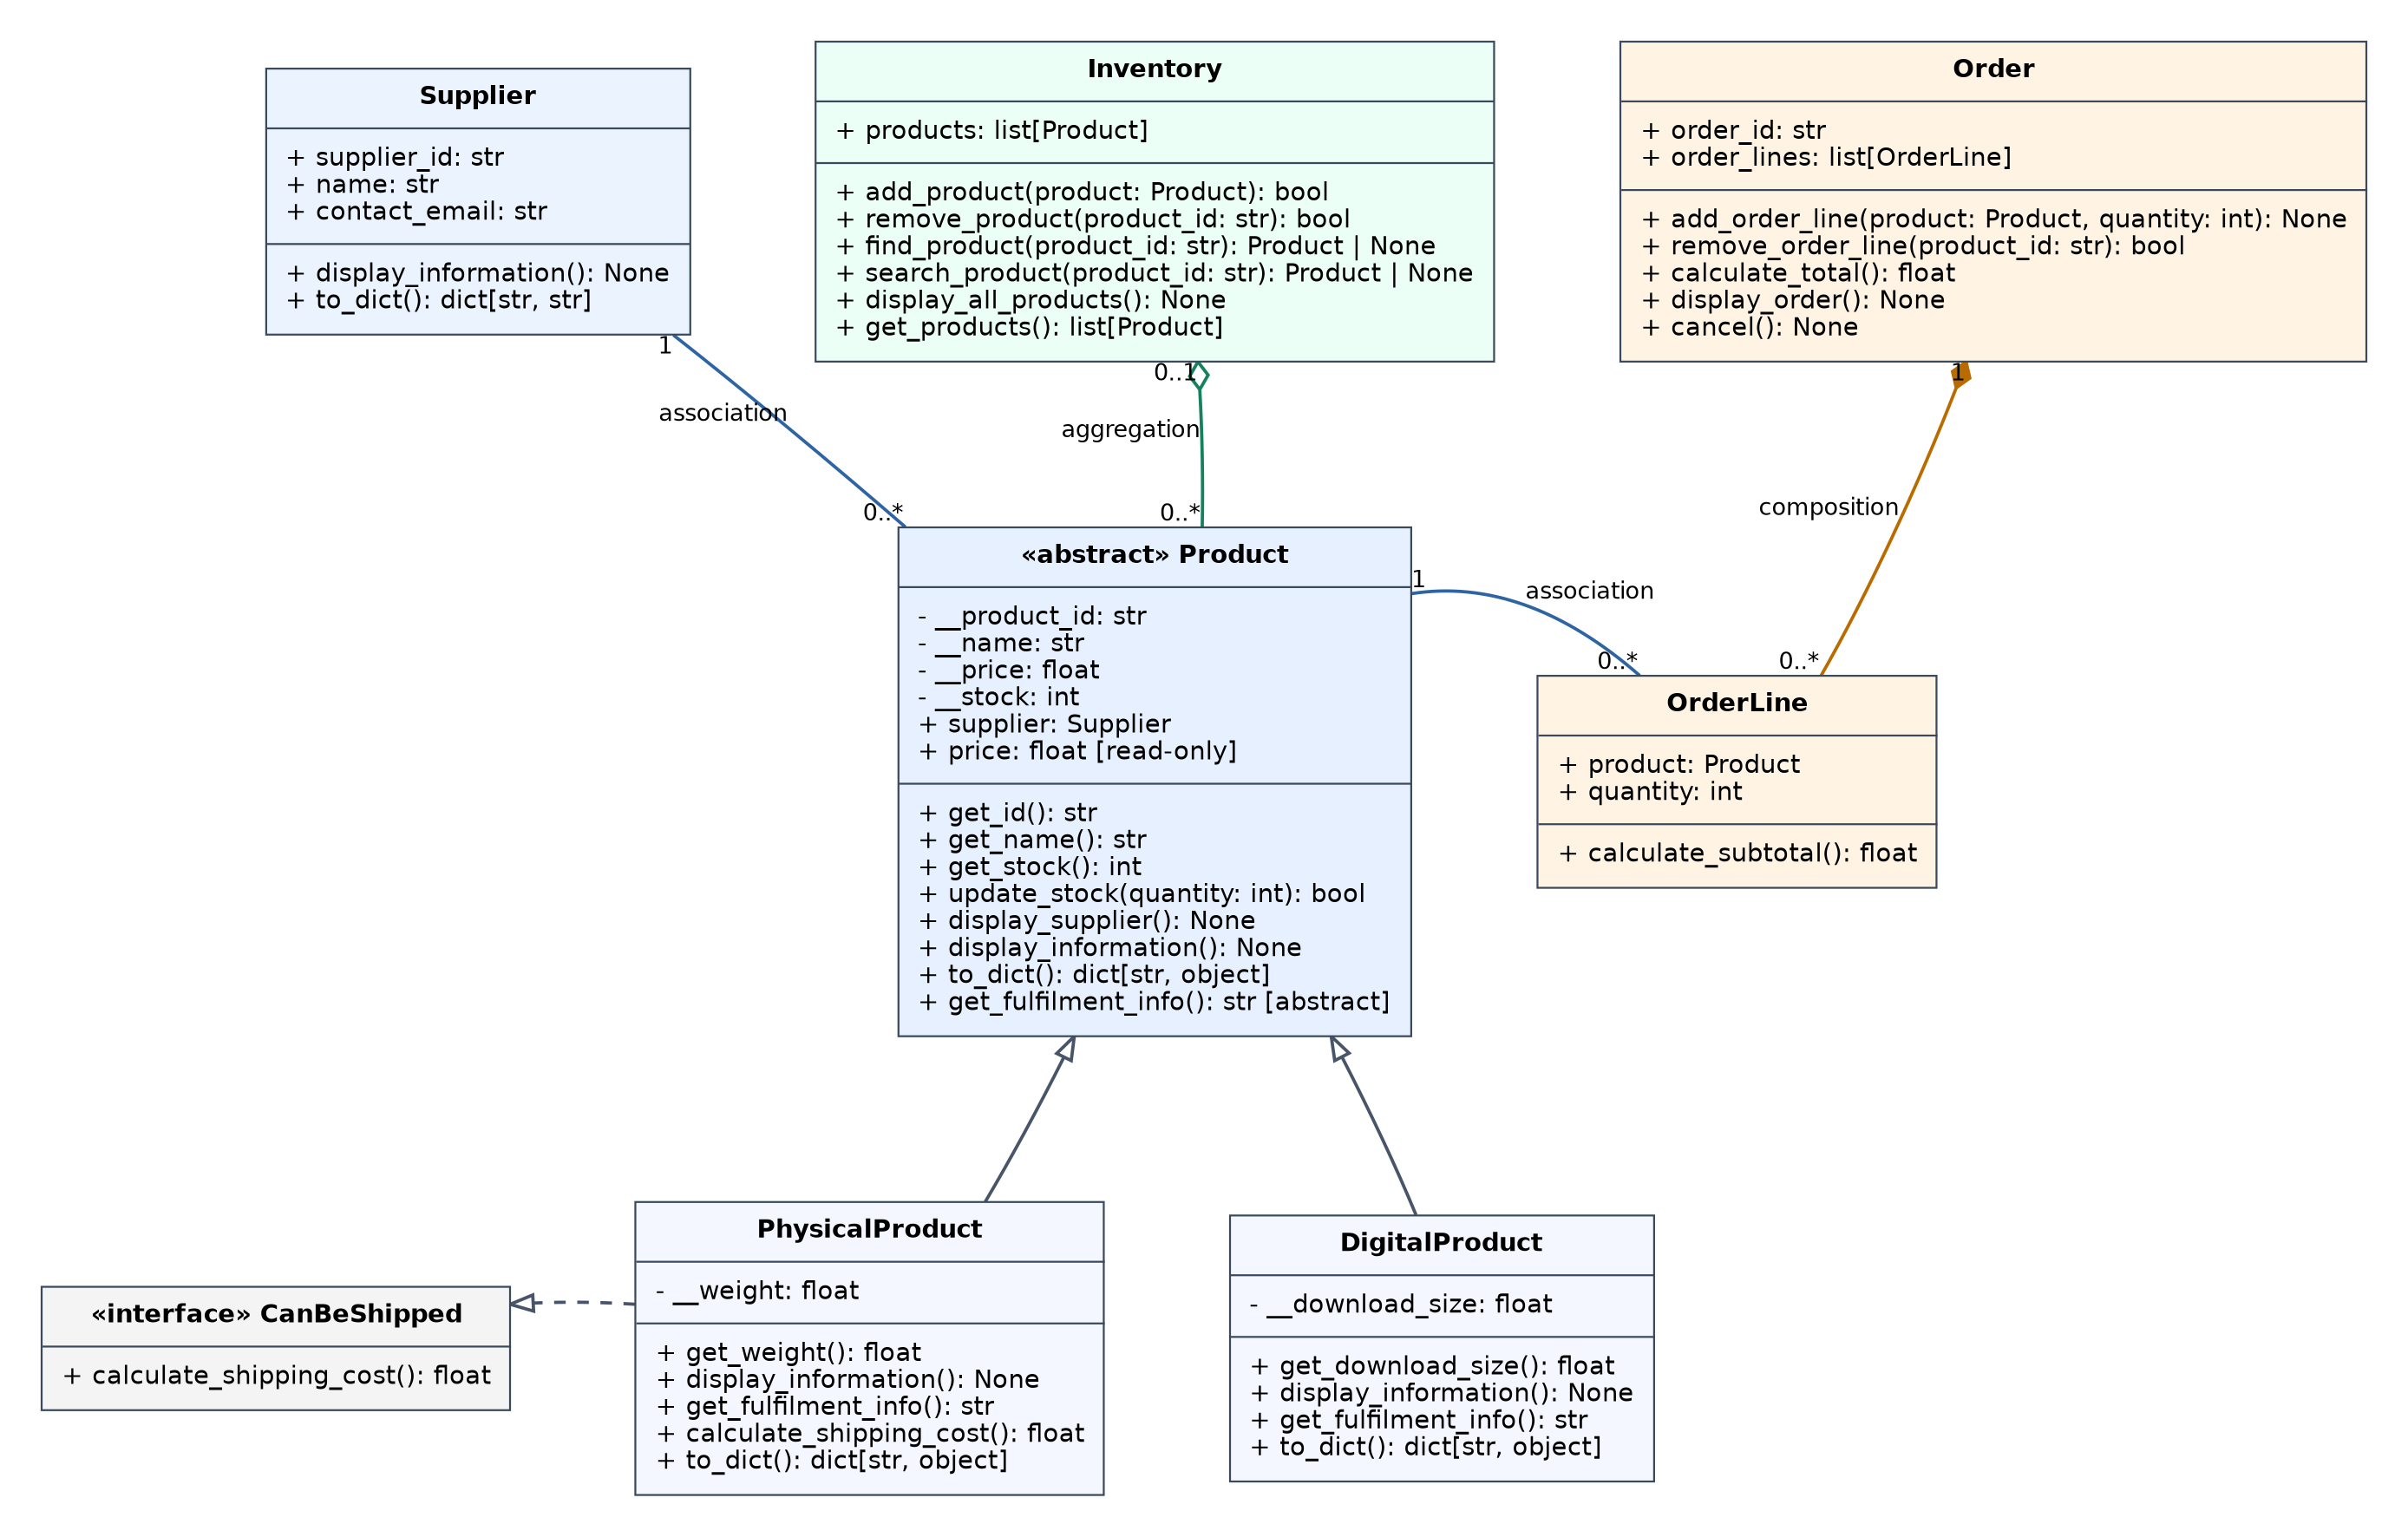 Supplier
+ supplier_id: str
+ name: str
+ contact_email: str
+ display_information(): None
+ to_dict(): dict[str, str]
Inventory
+ products: list[Product]
+ add_product(product: Product): bool
+ remove_product(product_id: str): bool
+ find_product(product_id: str): Product | None
+ search_product(product_id: str): Product | None
+ display_all_products(): None
+ get_products(): list[Product]
Order
+ order_id: str
+ order_lines: list[OrderLine]
+ add_order_line(product: Product, quantity: int): None
+ remove_order_line(product_id: str): bool
+ calculate_total(): float
+ display_order(): None
+ cancel(): None
1
association
0..*
0..1
aggregation
0..*
1
composition
0..*
«abstract» Product
- __product_id: str
- __name: str
- __price: float
- __stock: int
+ supplier: Supplier
+ price: float [read-only]
+ get_id(): str
+ get_name(): str
+ get_stock(): int
+ update_stock(quantity: int): bool
+ display_supplier(): None
+ display_information(): None
+ to_dict(): dict[str, object]
+ get_fulfilment_info(): str [abstract]
1
association
0..*
OrderLine
+ product: Product
+ quantity: int
+ calculate_subtotal(): float
«interface» CanBeShipped
+ calculate_shipping_cost(): float
PhysicalProduct
- __weight: float
+ get_weight(): float
+ display_information(): None
+ get_fulfilment_info(): str
+ calculate_shipping_cost(): float
+ to_dict(): dict[str, object]
DigitalProduct
- __download_size: float
+ get_download_size(): float
+ display_information(): None
+ get_fulfilment_info(): str
+ to_dict(): dict[str, object]